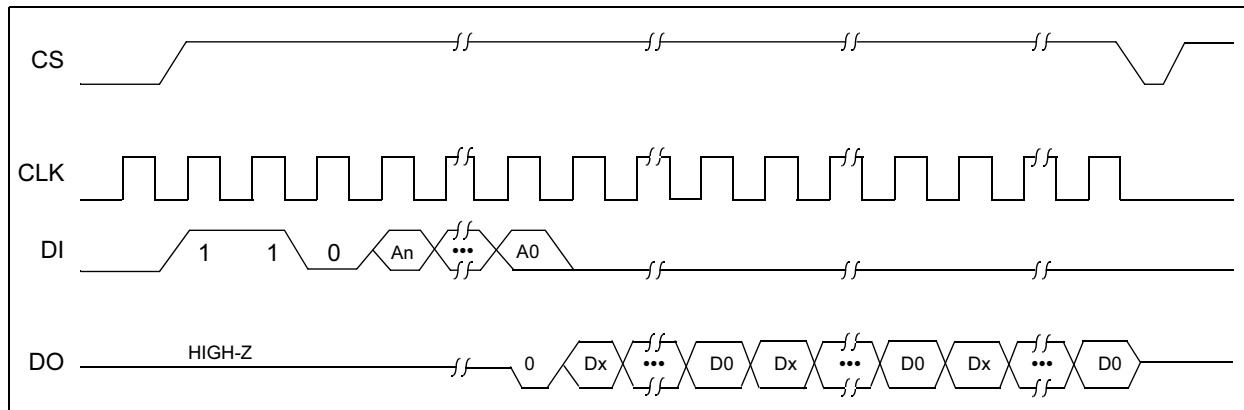 CS
CLK
DI 1 1 0 An ••• A0
HIGH-Z
DO 0 Dx ••• D0 Dx ••• D0 Dx ••• D0